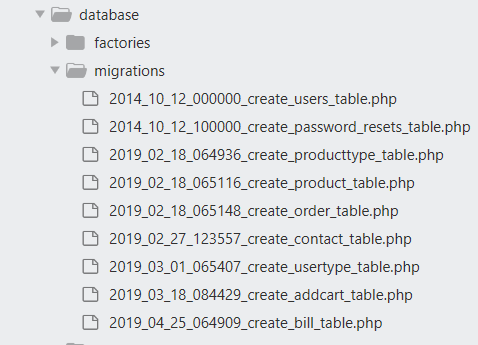 database
factories
migrations
2014_10_12_000000_create_users_table.php
2014_10_12_100000_create_password_resets_table.php
2019_02_18_064936_create_producttype_table.php
2019_02_18_065116_create_product_table.php
2019_02_18_065148_create_order_table.php
2019_02_27_123557_create_contact_table.php
2019_03_01_065407_create_usertype_table.php
2019_03_18_084429_create_addcart_table.php
2019_04_25_064909_create_bill_table.php